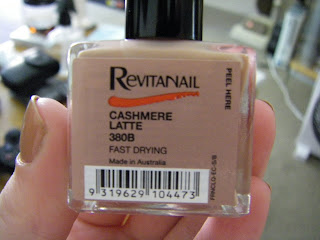 REVITANAIL
CASHMERE
LATTE
380B
FAST DRYING
Made in Australia
9 319629 104473
PEEL HERE